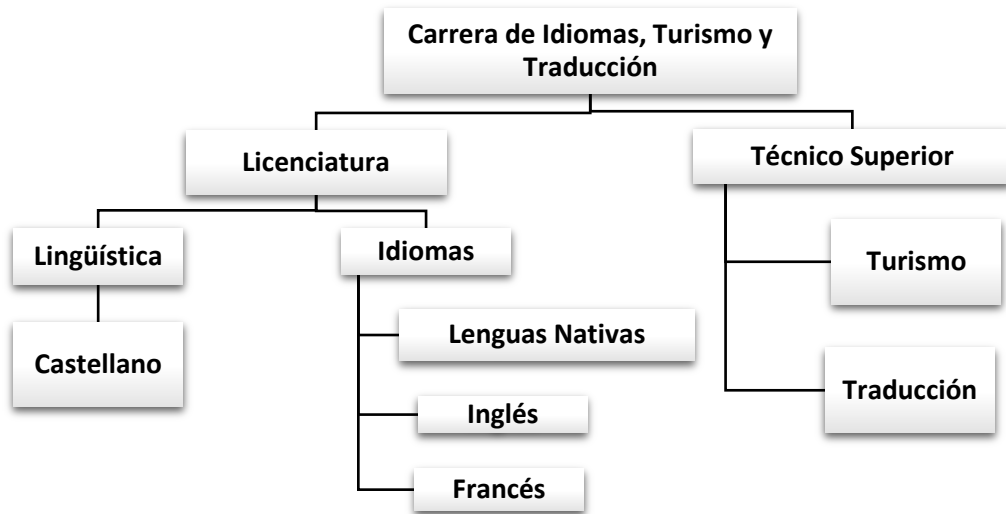 Carrera de Idiomas, Turismo y
Traducción
Licenciatura
Técnico Superior
Lingüística
Idiomas
Turismo
Castellano
Lenguas Nativas
Traducción
Inglés
Francés